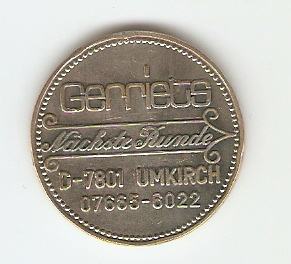 Gerriets
Nächste Runde
D-7801 UMKIRCH
07665-6022